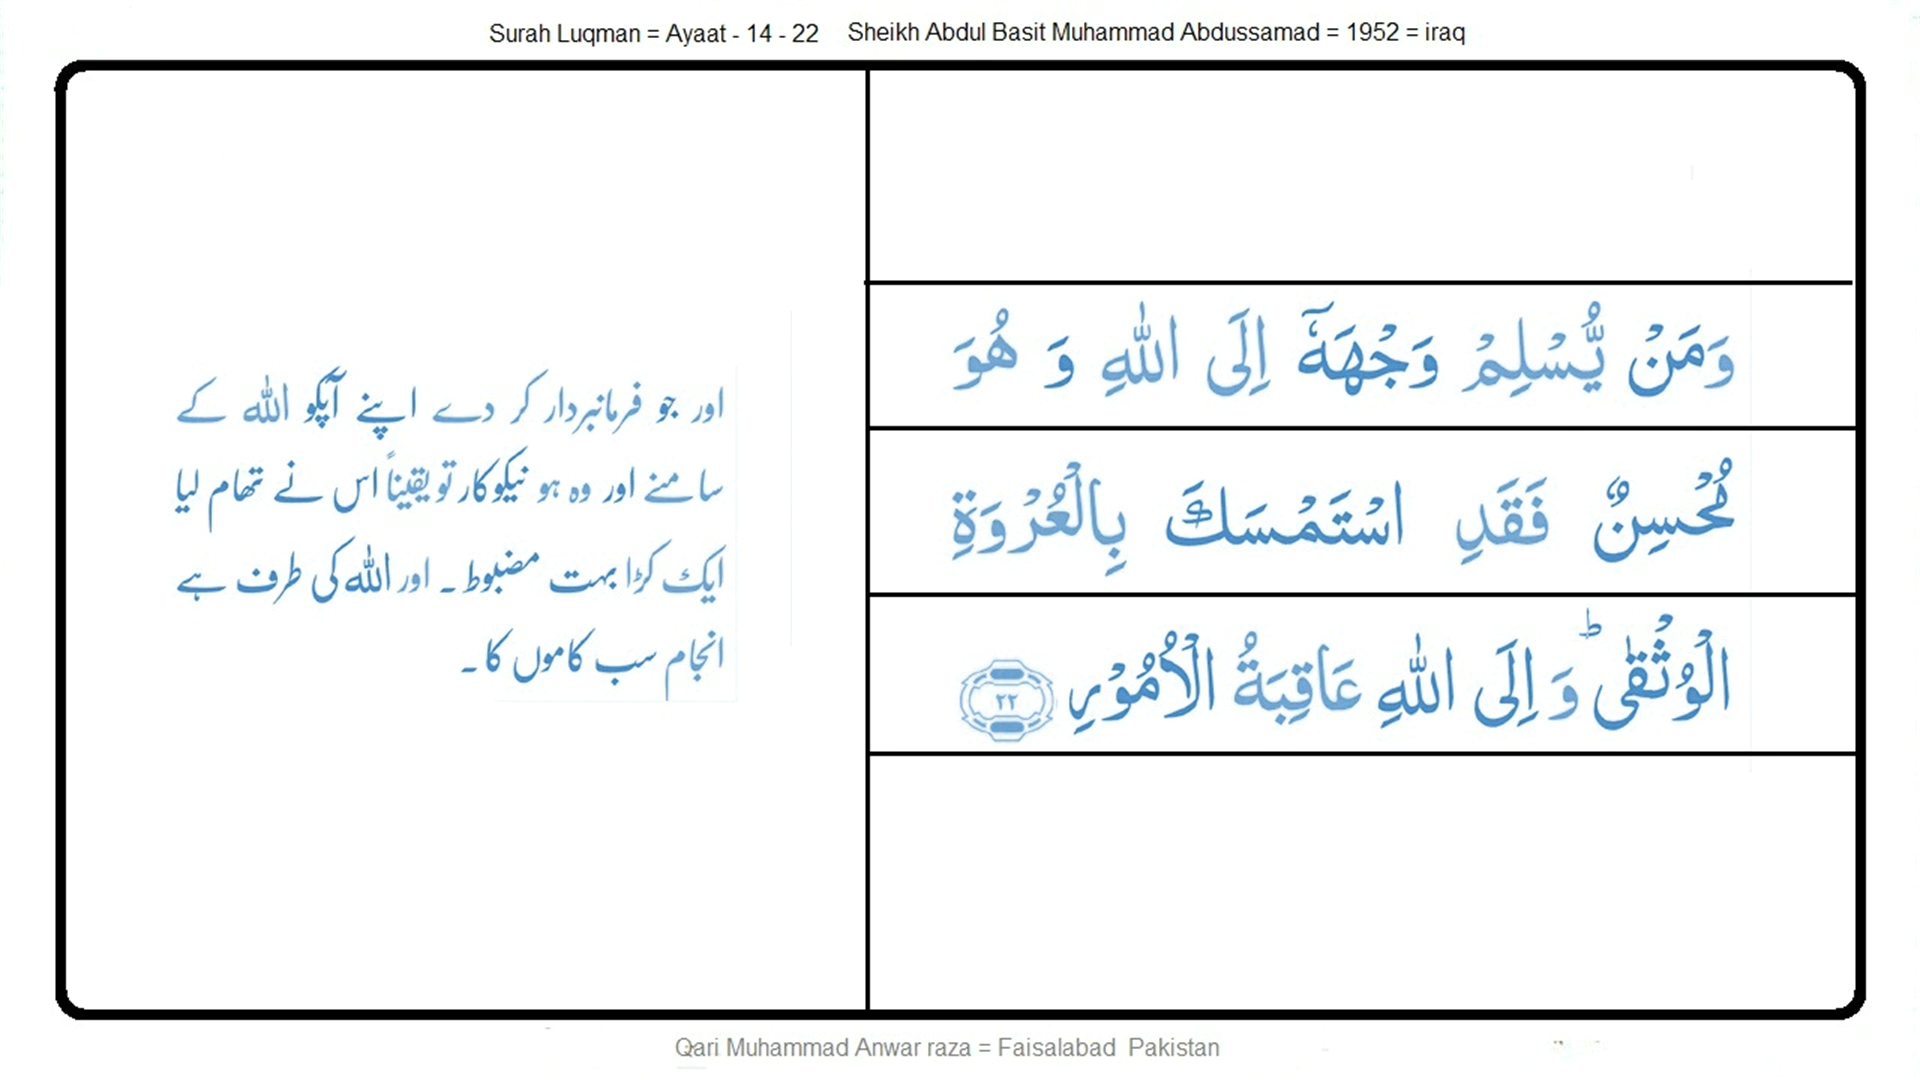 Surah Luqman = Ayaat - 14 - 22    Sheikh Abdul Basit Muhammad Abdussamad = 1952 = iraq
وَمَنْ يُّسْلِمْ وَجْهَهٗۤ اِلَى اللّٰهِ وَ هُوَ
مُحْسِنٌ فَقَدِ اسْتَمْسَكَ بِالْعُرْوَةِ
الْوُثْقٰى ؕ وَ اِلَى اللّٰهِ عَاقِبَةُ الْاُمُوْرِ ٢٢
اور جو فرمانبردار کر دے اپنے آپکو اللہ کے
سامنے اور وہ ہو نیکوکار تو یقیناً اس نے تھام لیا
ایک کڑا بہت مضبوط۔ اور اللہ کی طرف ہے
انجام سب کاموں کا۔
Qari Muhammad Anwar raza = Faisalabad  Pakistan